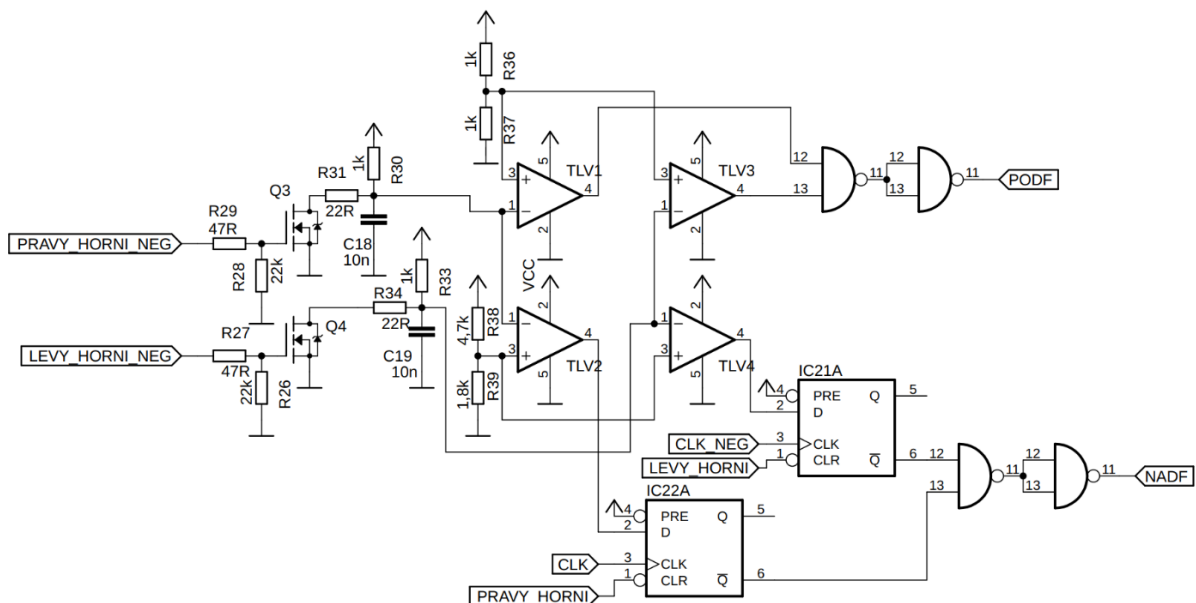 1k
R36
1k
R37
5
TLV1
3
+
1
−
4
2
5
TLV3
3
+
1
−
4
2
12
13
11
12
13
11
PODF
1k
R30
R31
22R
Q3
R29
47R
PRAVY_HORNI_NEG
R28
22k
C18
10n
1k
R33
R34
22R
C19
10n
Q4
R27
47R
LEVY_HORNI_NEG
22k
R26
VCC
4,7k
R38
1,8k
R39
2
1
−
3
+
4
5
TLV2
2
1
−
3
+
4
5
TLV4
IC21A
4
PRE
Q
5
2
D
CLK_NEG
3
CLK
LEVY_HORNI
1
CLR
Q
6
12
13
11
12
13
11
NADF
IC22A
4
PRE
Q
5
2
D
CLK
3
CLK
PRAVY_HORNI
1
CLR
Q
6